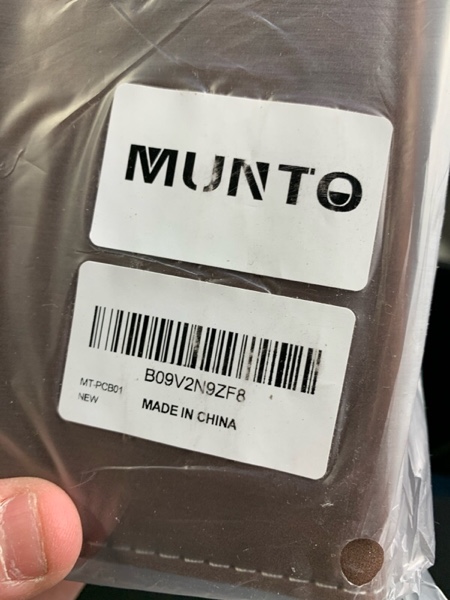 MUNTO
B09V2N9ZF8
MT-PCB01
NEW
MADE IN CHINA